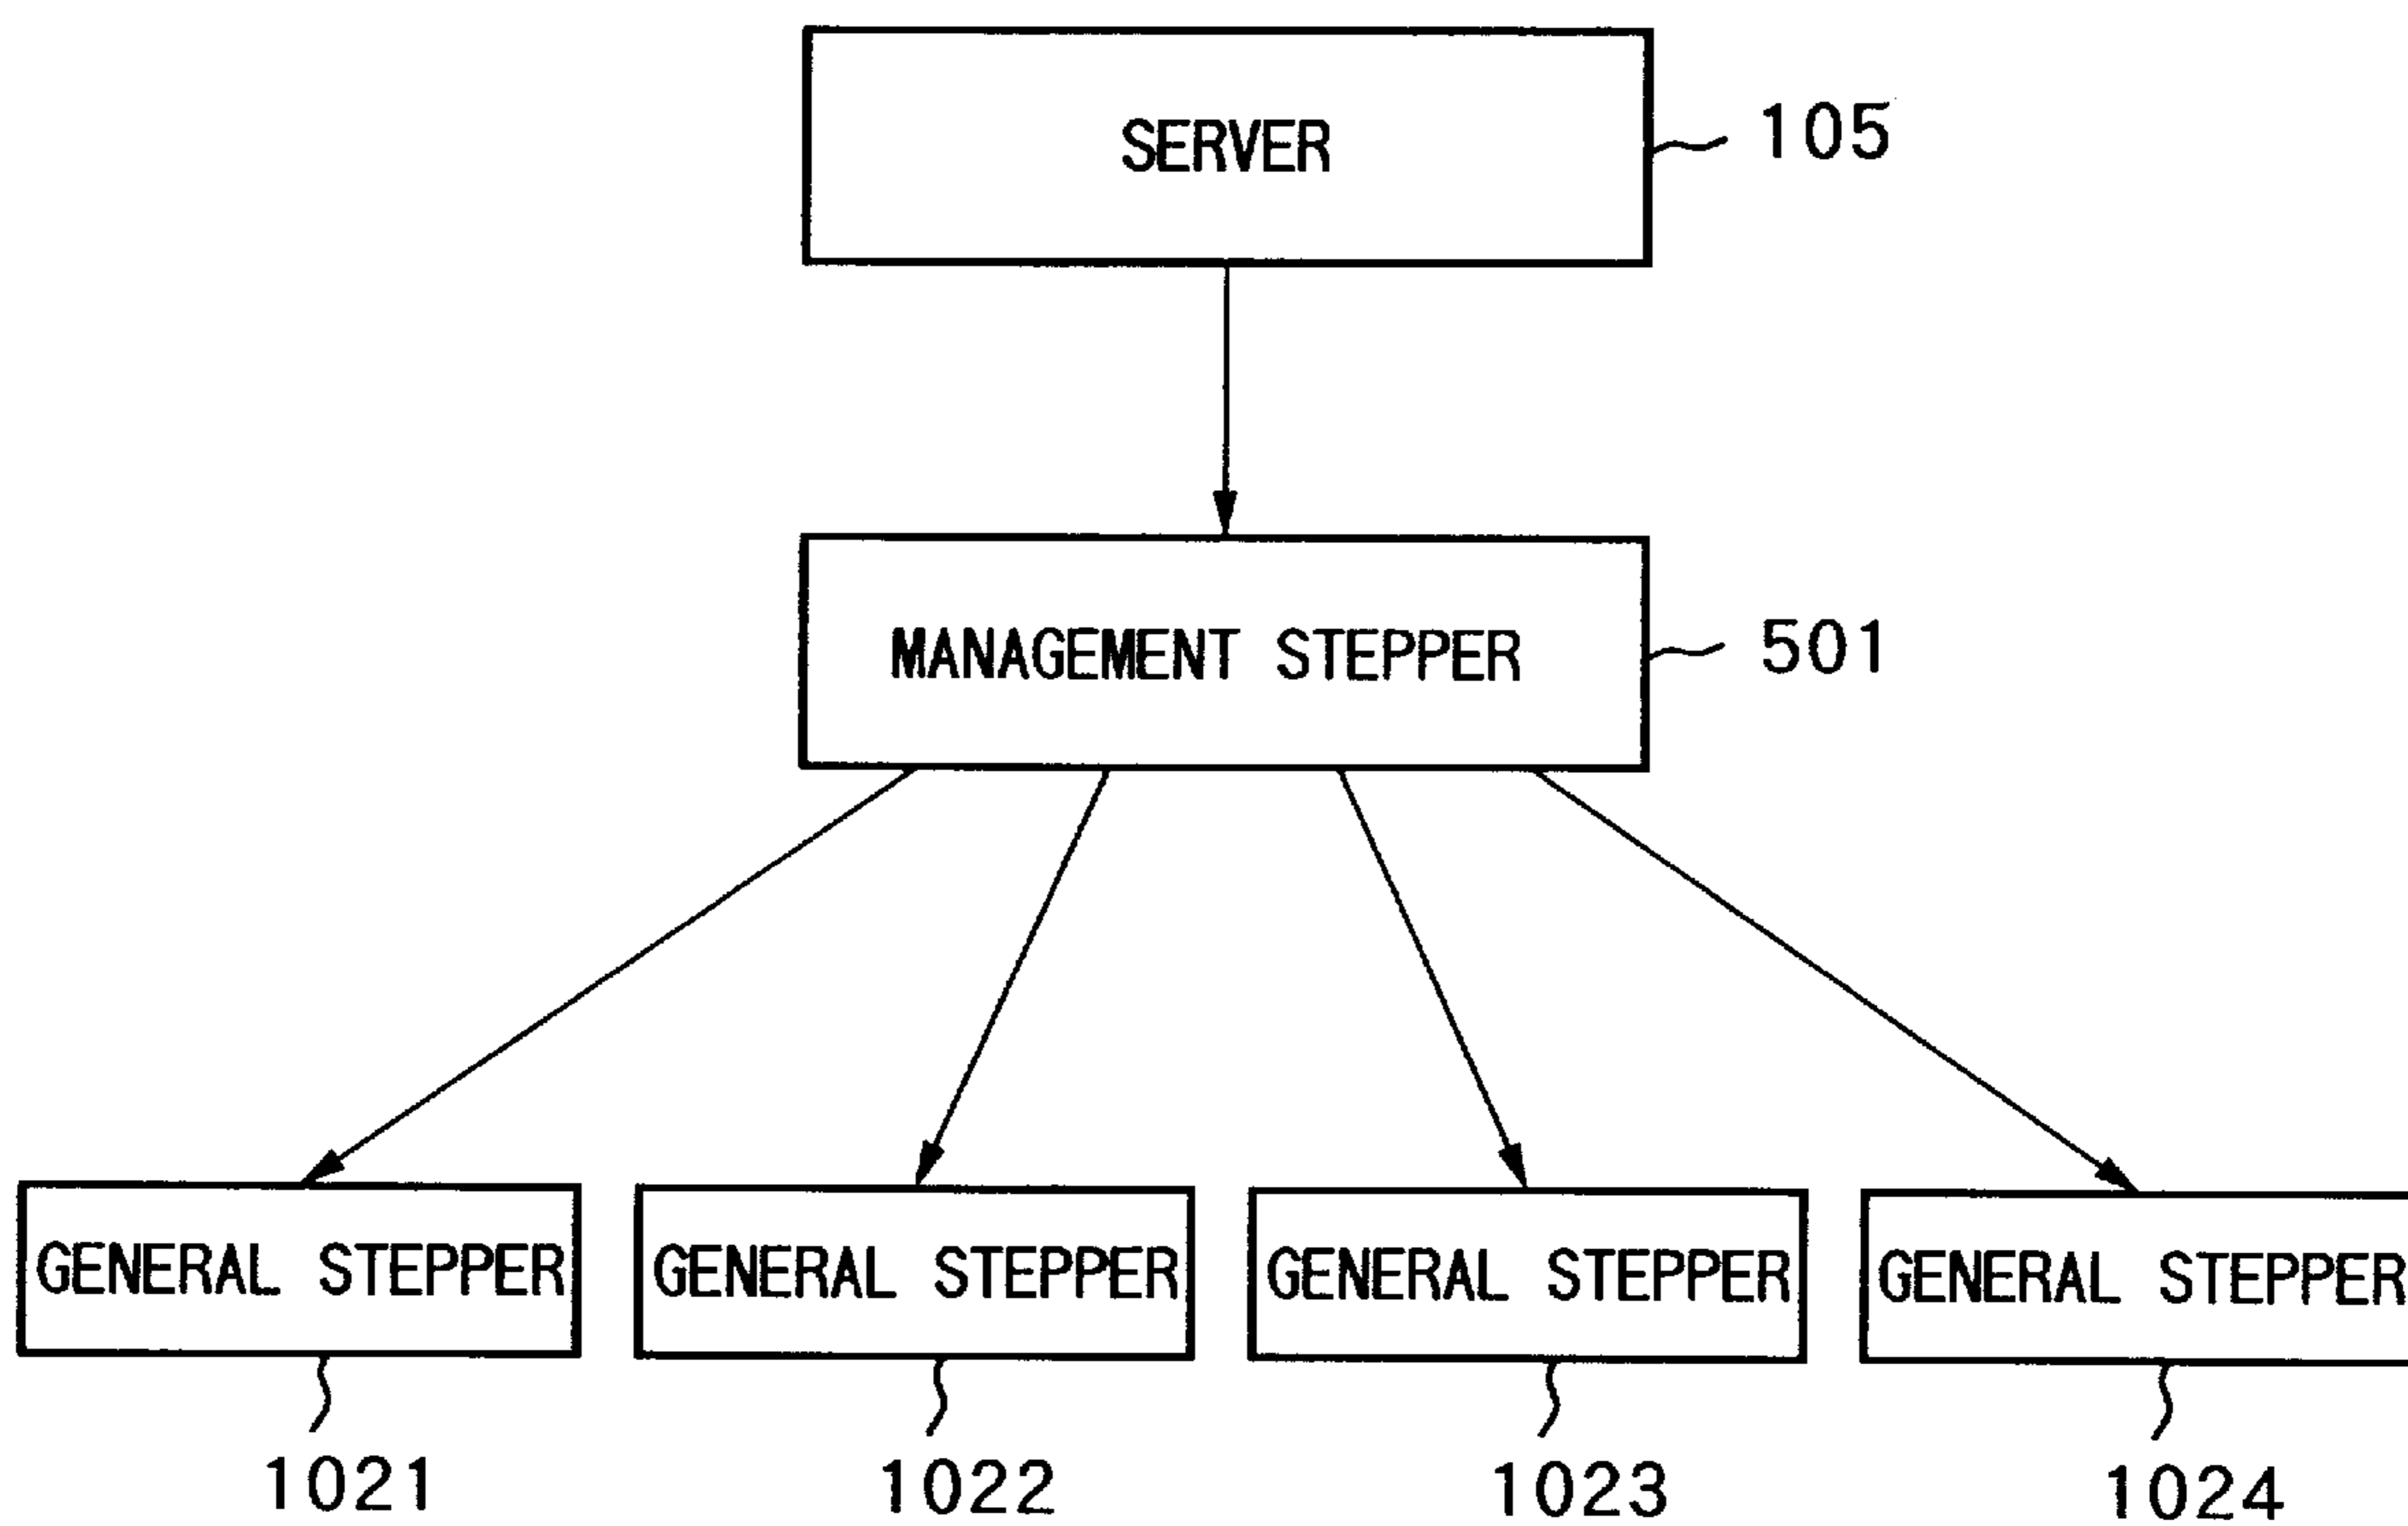 SERVER
105
MANAGEMENT STEPPER
501
GENERAL STEPPER
GENERAL STEPPER
GENERAL STEPPER
GENERAL STEPPER
1021
1022
1023
1024